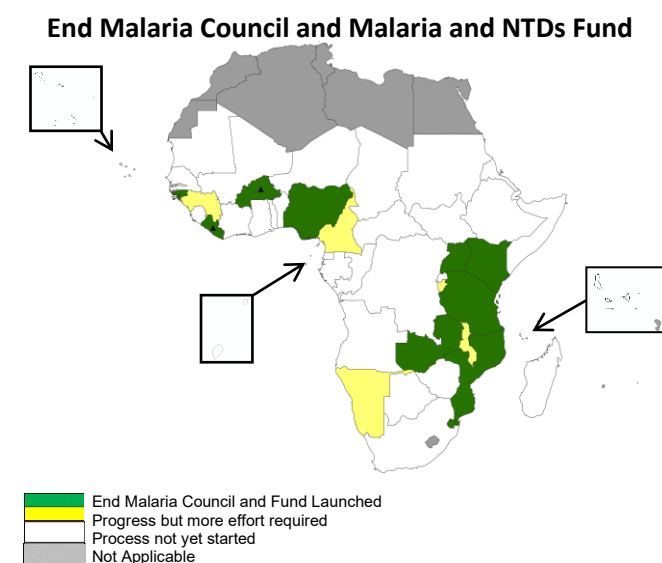 End Malaria Council and Malaria and NTDs Fund
End Malaria Council and Fund Launched
Progress but more effort required
Process not yet started
Not Applicable